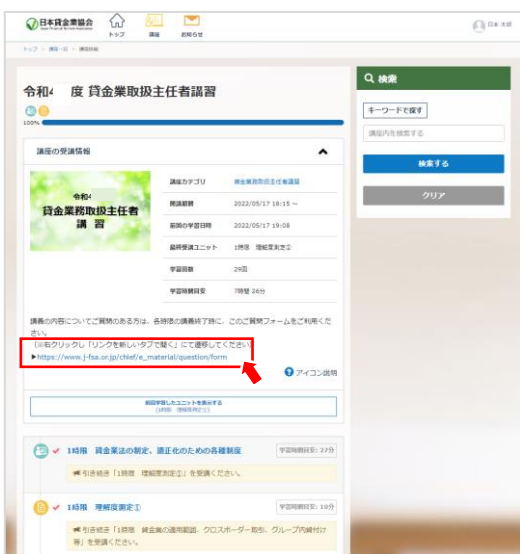 日本貸金業協会
トップ
講座
お知らせ
日本 太郎
トップ > 講座一覧 > 講座詳細
令和4 度 貸金業取扱主任者講習
100%
講座の受講情報
令和4
貸金業務取扱主任者
講 習
講座カテゴリ 貸金業務取扱主任者講習
開講期間 2022/05/17 18:15 ~
前回の学習日時 2022/05/17 19:08
最終受講ユニット 1時限 理解度測定①
学習回数 29回
学習時間目安 7時間 26分
講義の内容についてご質問のある方は、各時限の講義終了時に、このご質問フォームをご利用くだ
さい。
(※右クリックし「リンクを新しいタブで開く」にて遷移してください)
▶https://www.j-fsa.or.jp/chief/e_material/question/form
アイコン説明
前回学習したユニットを表示する
(1時限 理解度測定①)
1時限 貸金業法の制定、適正化のための各種制度 学習時間目安: 27分
引き続き「1時限 理解度測定①」を受講ください。
1時限 理解度測定① 学習時間目安: 10分
引き続き「1時限 貸金業の適用範囲、クロスボーダー取引、グループ内貸付け
等」を受講ください。
検索
キーワードで探す
講座内を検索する
検索する
クリア